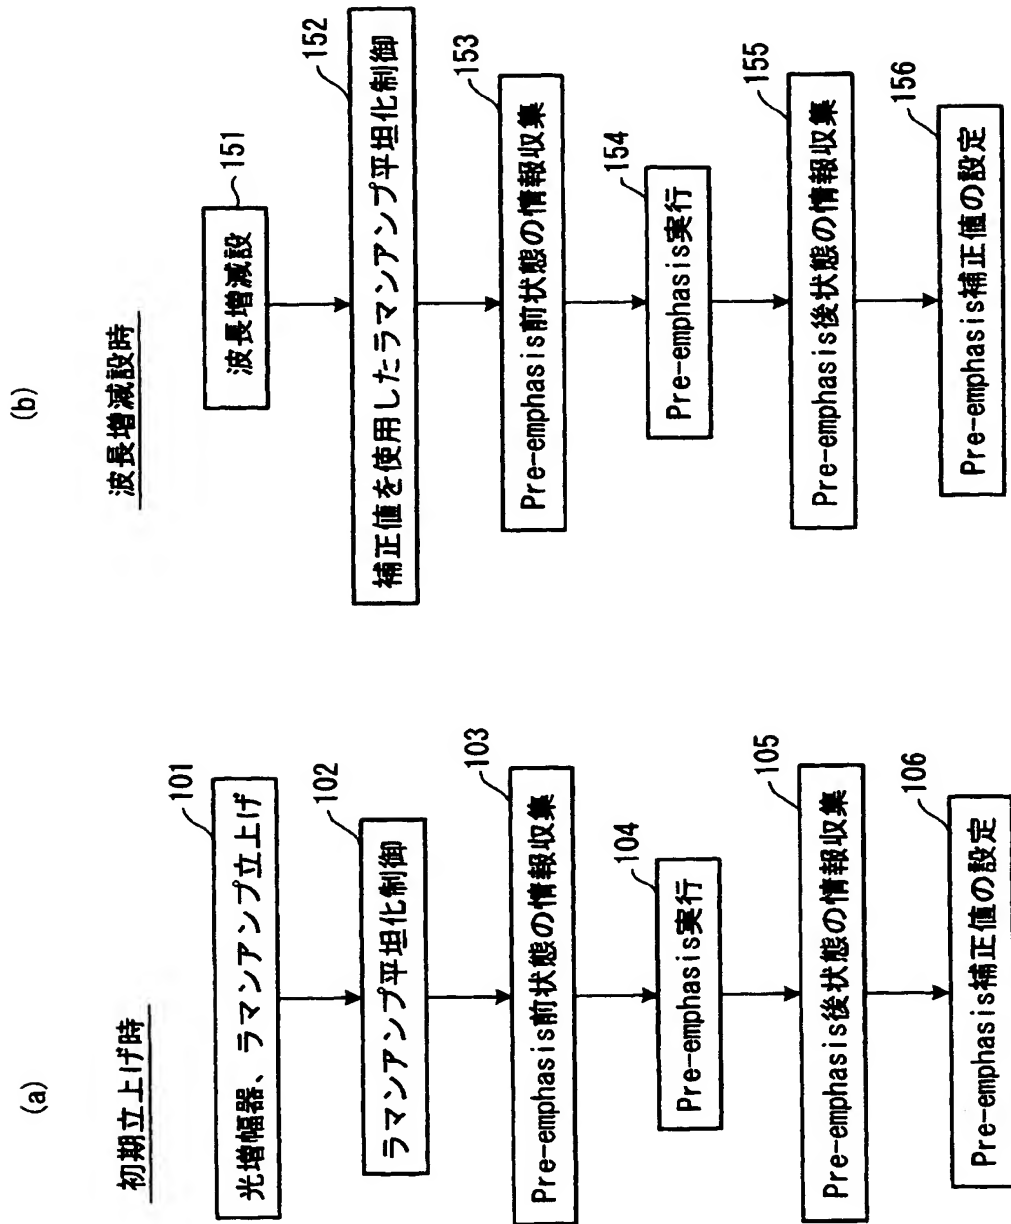 (a)
初期立上げ時
光増幅器、ラマンアンプ立上げ
101
ラマンアンプ平坦化制御
102
Pre-emphasis前状態の情報収集
103
Pre-emphasis実行
104
Pre-emphasis後状態の情報収集
105
Pre-emphasis補正値の設定
106
(b)
波長増減設時
波長増減設
151
補正値を使用したラマンアンプ平坦化制御
152
Pre-emphasis前状態の情報収集
153
Pre-emphasis実行
154
Pre-emphasis後状態の情報収集
155
Pre-emphasis補正値の設定
156